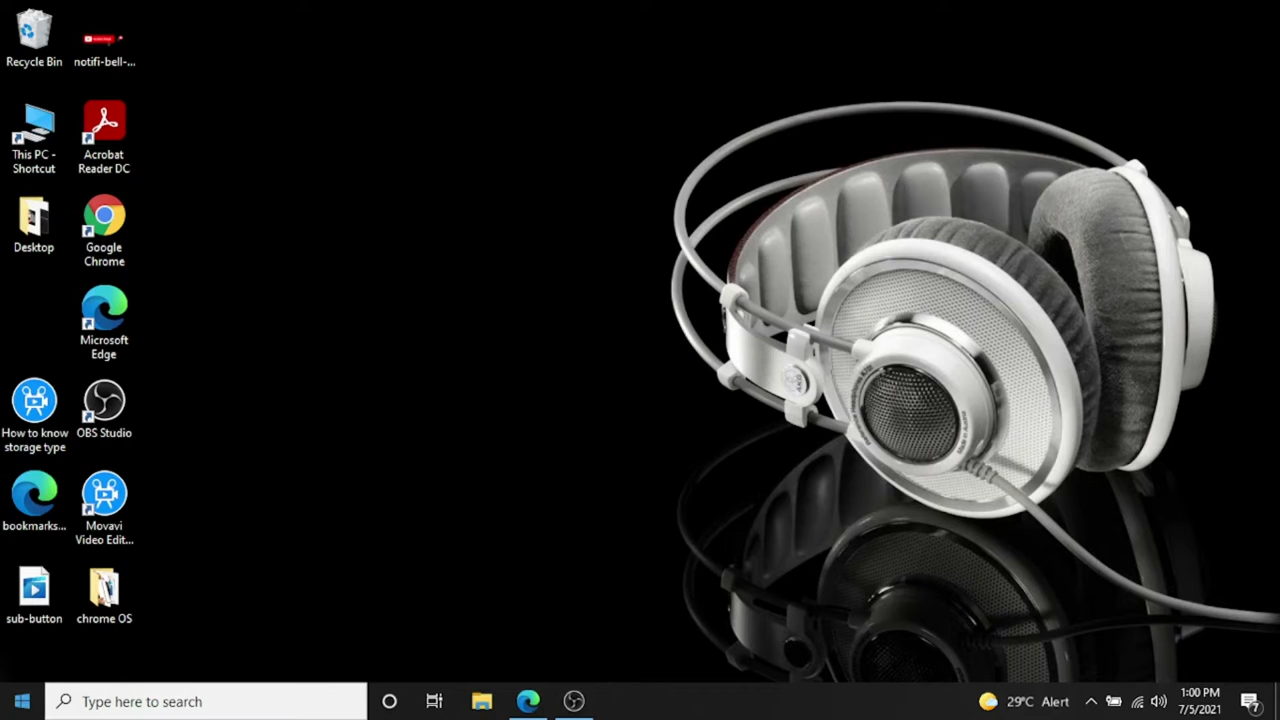 Recycle Bin
notifi-bell-...
This PC -
Shortcut
Acrobat
Reader DC
Desktop
Google
Chrome
Microsoft
Edge
How to know
storage type
OBS Studio
bookmarks...
Movavi
Video Edit...
sub-button
chrome OS
Type here to search
29°C Alert
1:00 PM
7/5/2021
7